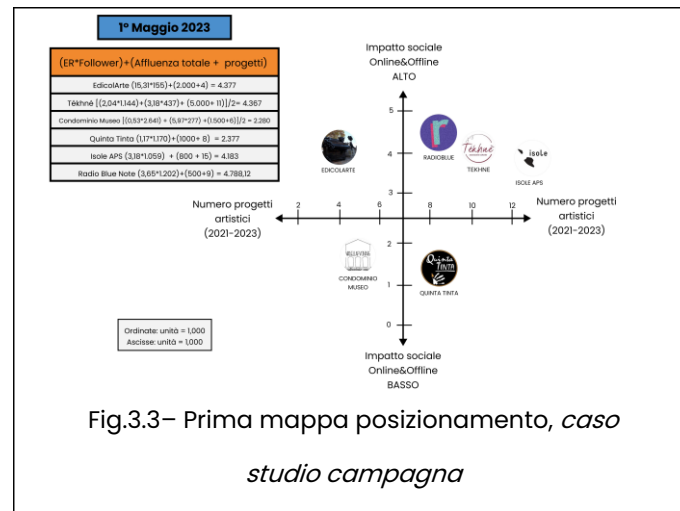 1° Maggio 2023
(ER*Follower)+(Affluenza totale + progetti)
EdicolArte (15,31*155)+(2.000+4) = 4.377
Tèkhnè [(2,04*1.144)+(3,18*437)+ (5.000+ 11)]/2= 4.367
Condominio Museo [(0,53*2.641) + (5,97*277) +(1.500+6)]/2 = 2.280
Quinta Tinta (1,17*1.170)+(1000+ 8) = 2.377
Isole APS (3,18*1.059) + (800 + 15) = 4.183
Radio Blue Note (3,65*1.202)+(500+9) = 4.788,12
Impatto sociale
Online&Offline
ALTO
5
4
3
EDICOLARTE
RADIOBLUE
Tèkhnè
TEKHNE
isole
ISOLE APS
Numero progetti
artistici
(2021-2023)
2 4 6 8 10 12
Numero progetti
artistici
(2021-2023)
2
1
0
CONDOMINIO
MUSEO
Quinta
TINTA
QUINTA TINTA
Impatto sociale
Online&Offline
BASSO
Ordinate: unità = 1,000
Ascisse: unità = 1,000
Fig.3.3– Prima mappa posizionamento, caso
studio campagna